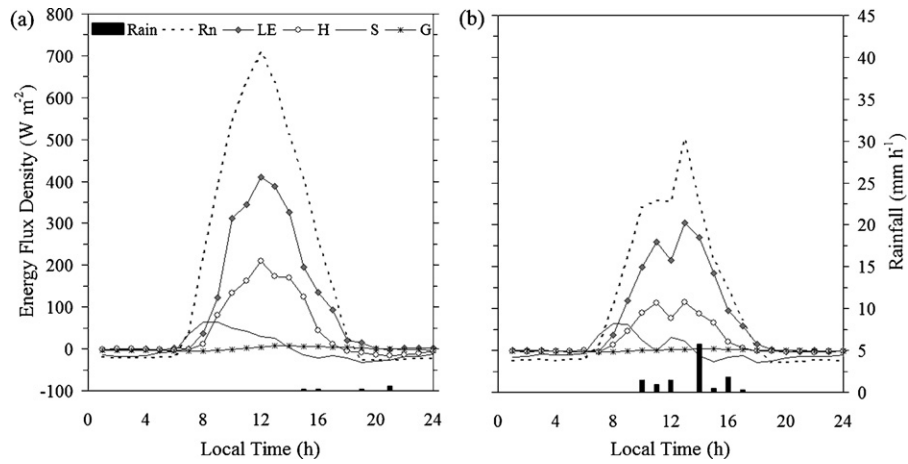 (a)
Rain Rn LE H S G
(b)
800
700
600
500
400
300
200
100
0
-100
Energy Flux Density (W m-2)
0 4 8 12 16 20 24
Local Time (h)
45
40
35
30
25
20
15
10
5
0
Rainfall (mm h-1)
0 4 8 12 16 20 24
Local Time (h)